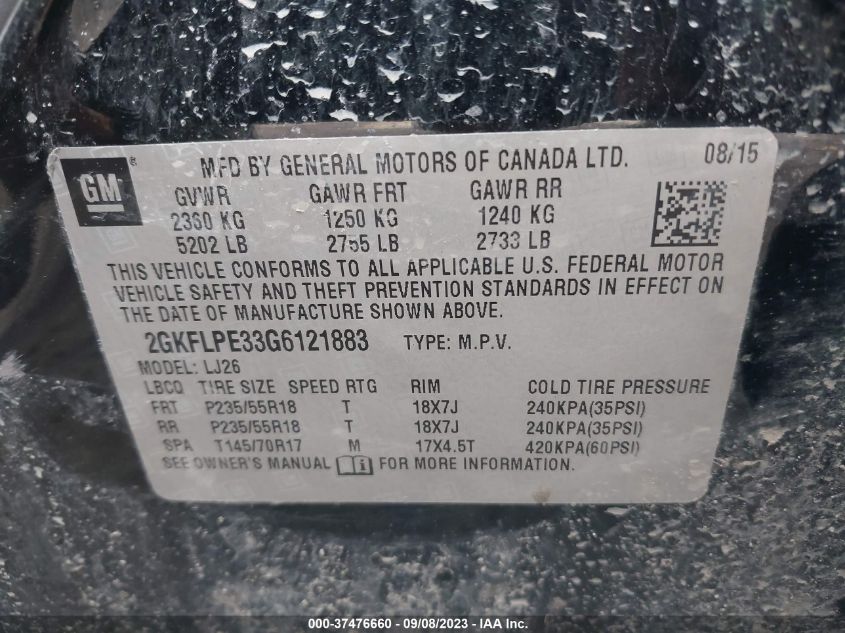 GM ® MFD BY GENERAL MOTORS OF CANADA LTD. 08/15
GVWR GAWR FRT GAWR RR
2360 KG 1250 KG 1240 KG
5202 LB 2755 LB 2733 LB
THIS VEHICLE CONFORMS TO ALL APPLICABLE U.S. FEDERAL MOTOR
VEHICLE SAFETY AND THEFT PREVENTION STANDARDS IN EFFECT ON
THE DATE OF MANUFACTURE SHOWN ABOVE.
2GKFLPE33G6121883 TYPE: M.P.V.
MODEL: LJ26
LBCQ TIRE SIZE SPEED RTG RIM COLD TIRE PRESSURE
FRT P235/55R18 T 18X7J 240KPA(35PSI)
RR P235/55R18 T 18X7J 240KPA(35PSI)
SPA T145/70R17 M 17X4.5T 420KPA(60PSI)
SEE OWNER'S MANUAL i FOR MORE INFORMATION.
000-37476660 - 09/08/2023 - IAA Inc.